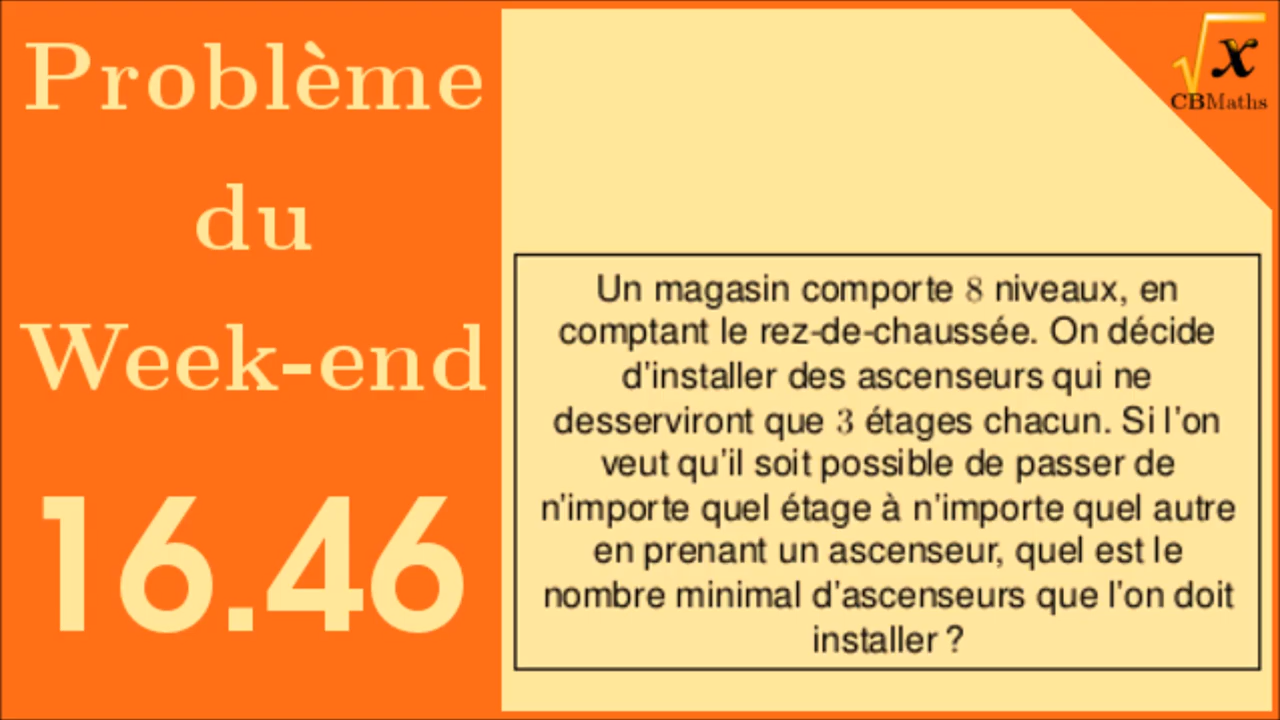 Problème
du
Week-end
16.46
√x
CBMaths
Un magasin comporte 8 niveaux, en
comptant le rez-de-chaussée. On décide
d'installer des ascenseurs qui ne
desserviront que 3 étages chacun. Si l'on
veut qu'il soit possible de passer de
n'importe quel étage à n'importe quel autre
en prenant un ascenseur, quel est le
nombre minimal d'ascenseurs que l'on doit
installer ?